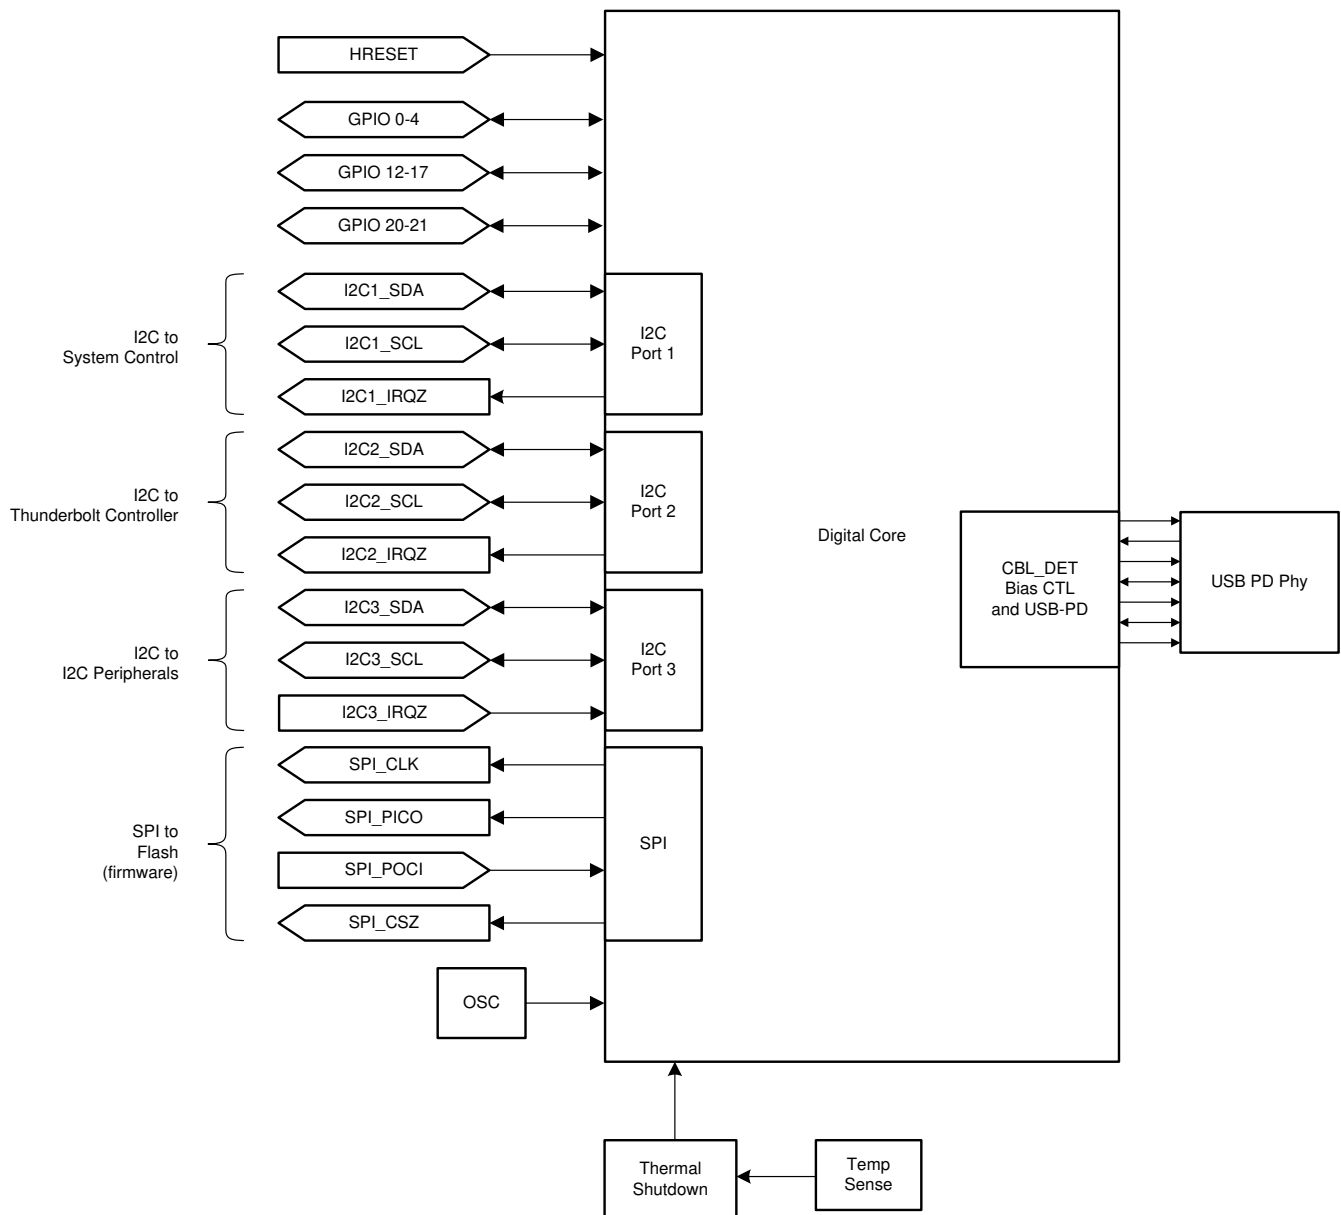 HRESET
GPIO 0-4
GPIO 12-17
GPIO 20-21
I2C to
System Control
I2C1_SDA
I2C1_SCL
I2C1_IRQZ
I2C
Port 1
I2C to
Thunderbolt Controller
I2C2_SDA
I2C2_SCL
I2C2_IRQZ
I2C
Port 2
Digital Core
CBL_DET
Bias CTL
and USB-PD
USB PD Phy
I2C to
I2C Peripherals
I2C3_SDA
I2C3_SCL
I2C3_IRQZ
I2C
Port 3
SPI to
Flash
(firmware)
SPI_CLK
SPI_PICO
SPI_POCI
SPI_CSZ
SPI
OSC
Thermal
Shutdown
Temp
Sense